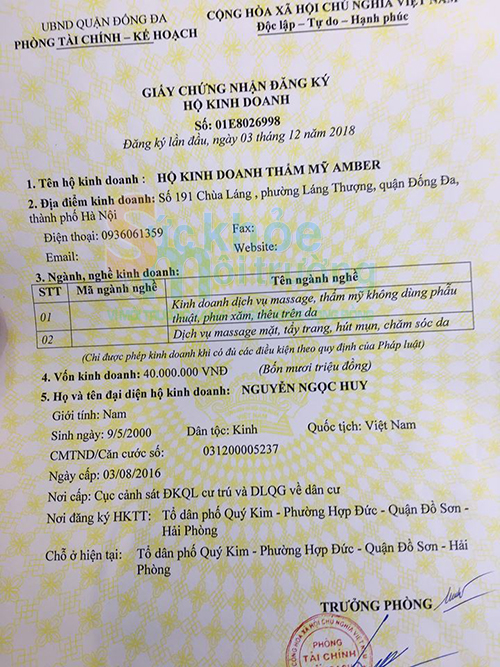 UBND QUẬN ĐỐNG ĐA
PHÒNG TÀI CHÍNH – KẾ HOẠCH
CỘNG HÒA XÃ HỘI CHỦ NGHĨA VIỆT NAM
Độc lập – Tự do – Hạnh phúc
GIẤY CHỨNG NHẬN ĐĂNG KÝ
HỘ KINH DOANH
Số: 01E8026998
Đăng ký lần đầu, ngày 03 tháng 12 năm 2018
1. Tên hộ kinh doanh : HỘ KINH DOANH THẨM MỸ AMBER
2. Địa điểm kinh doanh: Số 191 Chùa Láng , phường Láng Thượng, quận Đống Đa,
thành phố Hà Nội
Điện thoại: 0936061359 Fax:
Email: Website:
Sức khỏe
Môi trường
3. Ngành, nghề kinh doanh:
STT Mã ngành nghề Tên ngành nghề
01 Kinh doanh dịch vụ massage, thẩm mỹ không dùng phẫu
thuật, phun xăm, thêu trên da
02 Dịch vụ massage mặt, tẩy trang, hút mụn, chăm sóc da
(Chỉ được phép kinh doanh khi có đủ các điều kiện theo quy định của Pháp luật)
4. Vốn kinh doanh: 40.000.000 VNĐ (Bốn mươi triệu đồng)
5. Họ và tên đại diện hộ kinh doanh: NGUYỄN NGỌC HUY
Giới tính: Nam
Sinh ngày: 9/5/2000 Dân tộc: Kinh Quốc tịch: Việt Nam
CMTND/Căn cước số: 031200005237
Ngày cấp: 03/08/2016
Nơi cấp: Cục cảnh sát ĐKQL cư trú và DLQG về dân cư
Nơi đăng ký HKTT: Tổ dân phố Quý Kim - Phường Hợp Đức - Quận Đồ Sơn -
Hải Phòng
Chỗ ở hiện tại: Tổ dân phố Quý Kim - Phường Hợp Đức - Quận Đồ Sơn - Hải
Phòng
TRƯỞNG PHÒNG
PHÒNG
TÀI CHÍNH